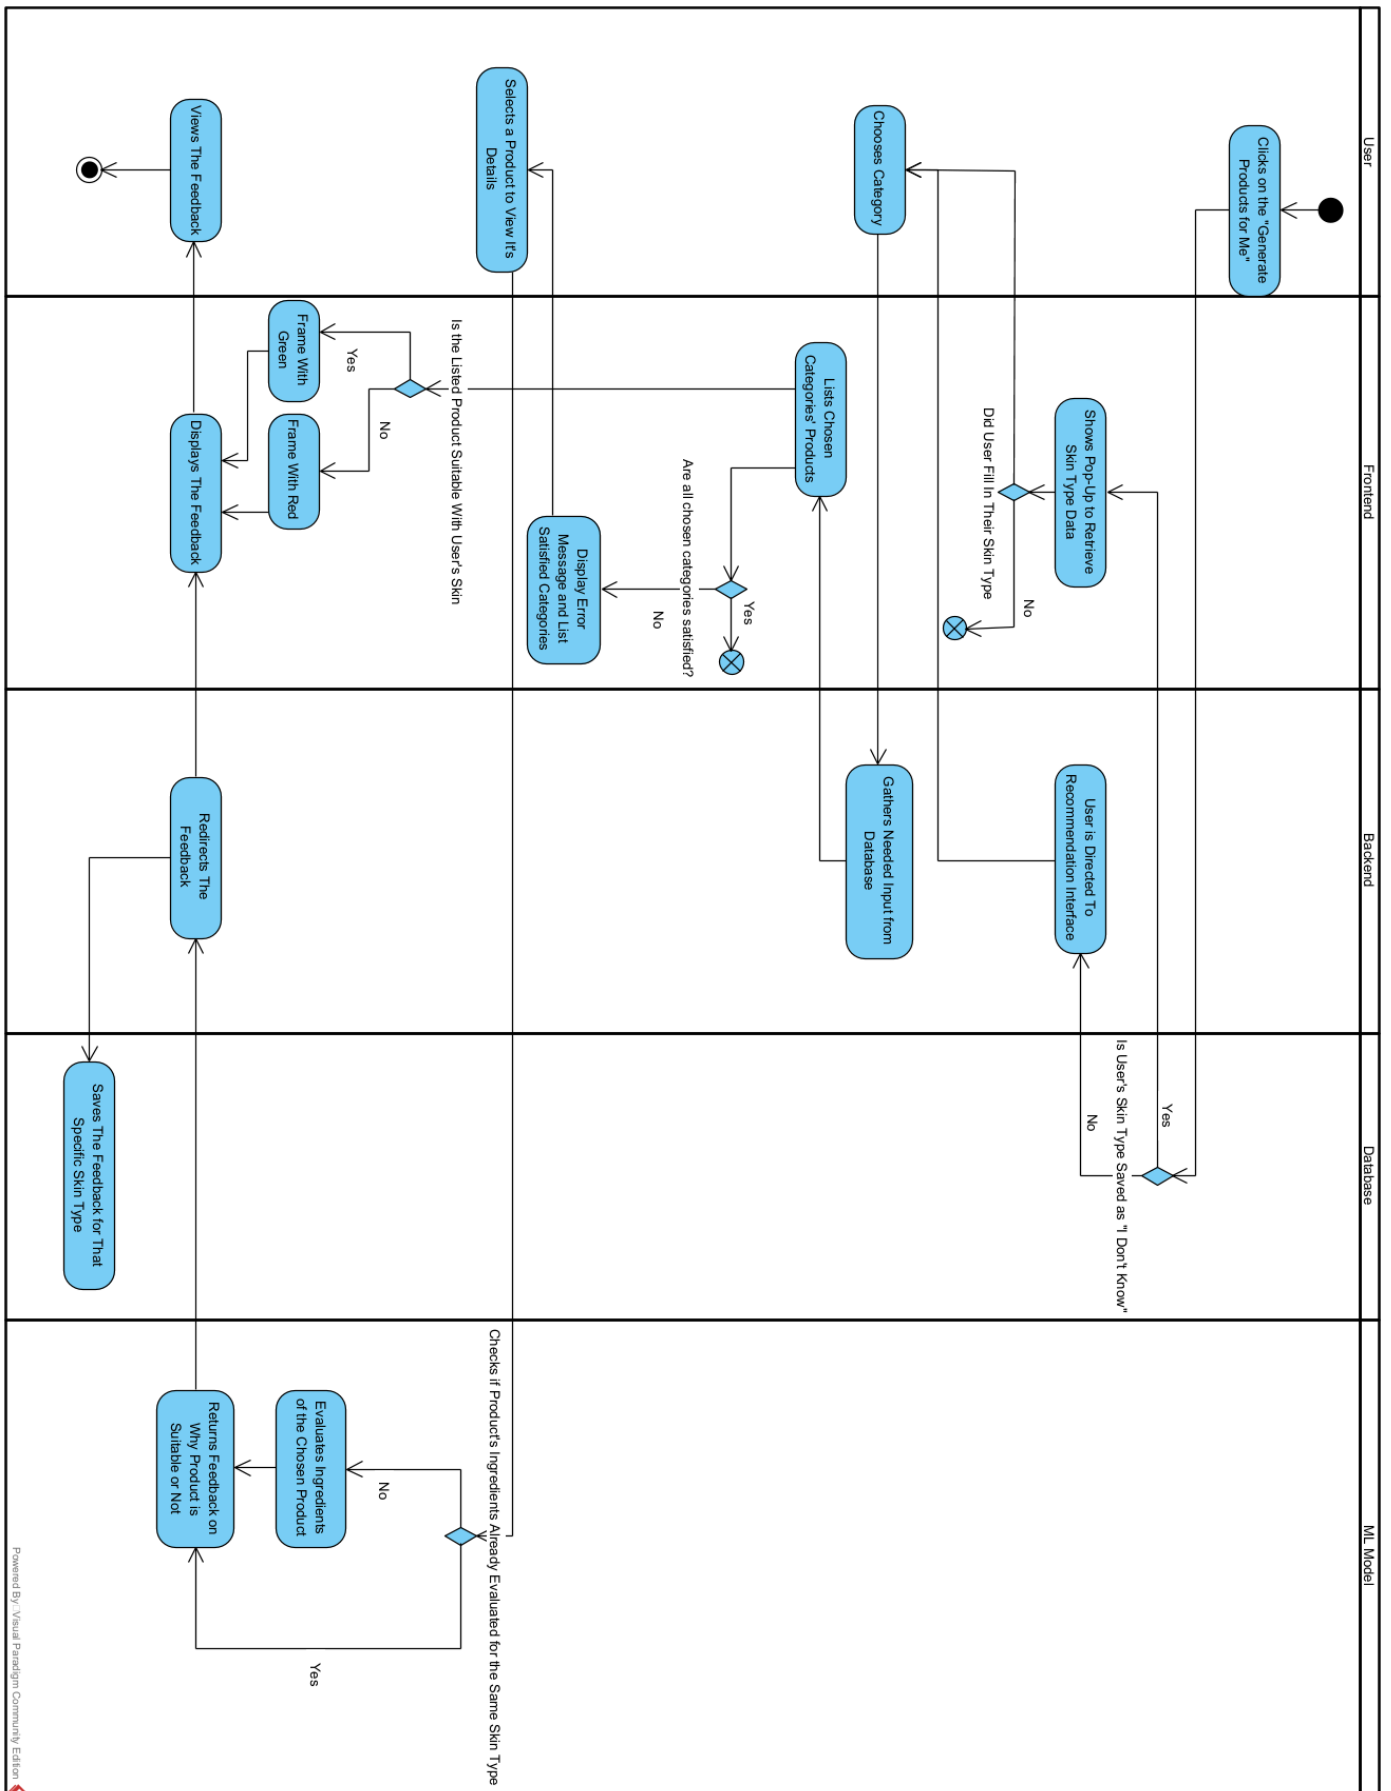 User
Frontend
Backend
Database
ML Model
Clicks on the "Generate
Products for Me"
Is User's Skin Type Saved as "I Don't Know"
Yes
No
Shows Pop-Up to Retrieve
Skin Type Data
User is Directed To
Recommendation Interface
Did User Fill In Their Skin Type
No
Chooses Category
Gathers Needed Input from
Database
Lists Chosen
Categories' Products
Are all chosen categories satisfied?
Yes
No
Display Error
Message and List
Satisfied Categories
Selects a Product to View It's
Details
Checks if Product's Ingredients Already Evaluated for the Same Skin Type
No
Yes
Is the Listed Product Suitable With User's Skin
Yes
No
Frame With
Green
Frame With Red
Evaluates Ingredients
of the Chosen Product
Views The Feedback
Displays The Feedback
Redirects The
Feedback
Returns Feedback on
Why Product is
Suitable or Not
Saves The Feedback for That
Specific Skin Type
Powered By Visual Paradigm Community Edition